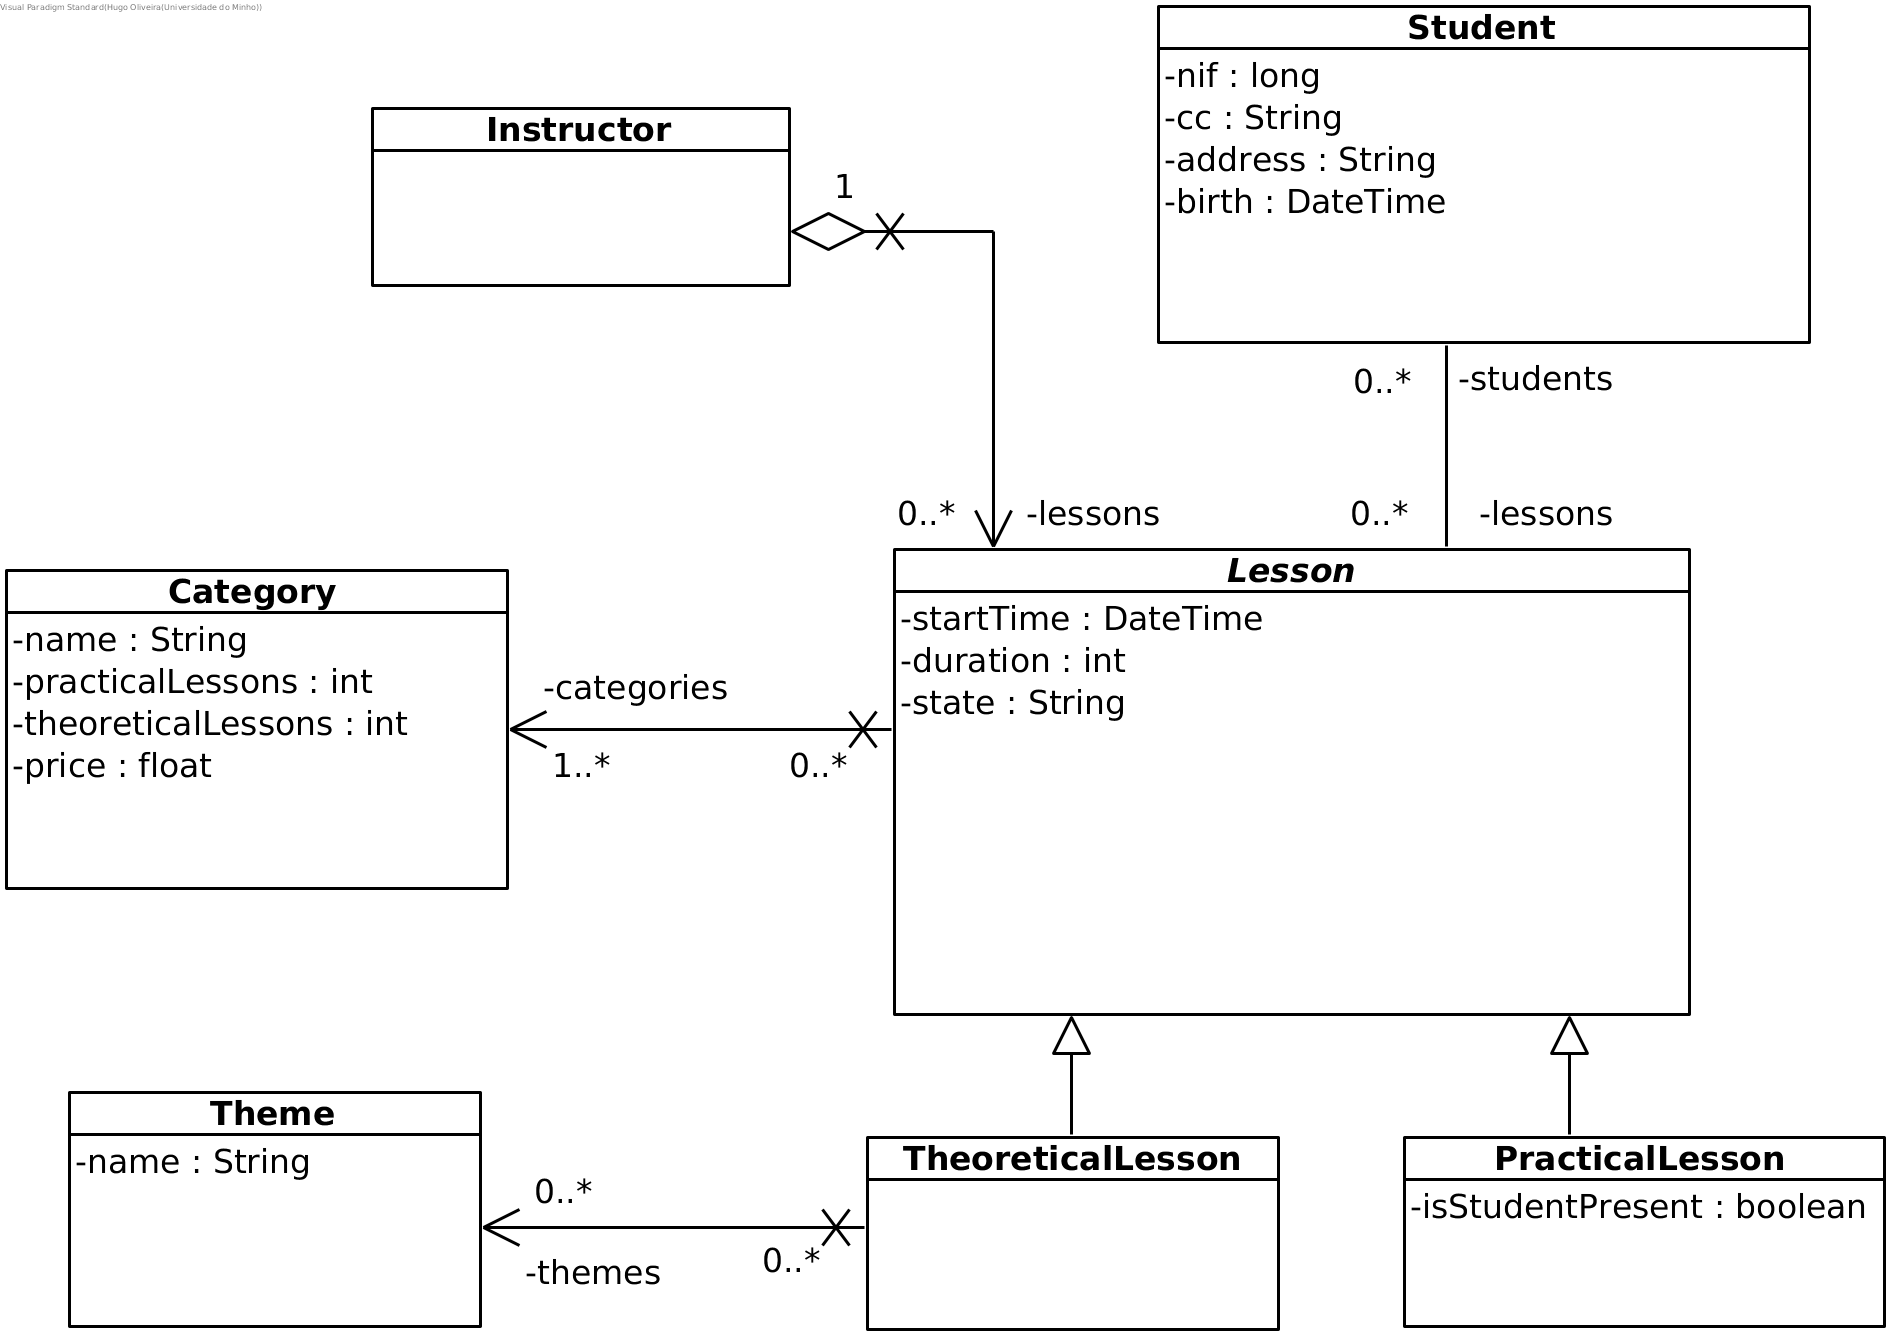 Visual Paradigm Standard(Hugo Oliveira(Universidade do Minho))
Student
-nif : long
-cc : String
-address : String
-birth : DateTime
Instructor
1
0..* -students
0..* -lessons
0..* -lessons
Lesson
-startTime : DateTime
-duration : int
-state : String
Category
-name : String
-practicalLessons : int
-theoreticalLessons : int
-price : float
-categories
1..* 0..*
Theme
-name : String
0..*
-themes
0..*
TheoreticalLesson
PracticalLesson
-isStudentPresent : boolean